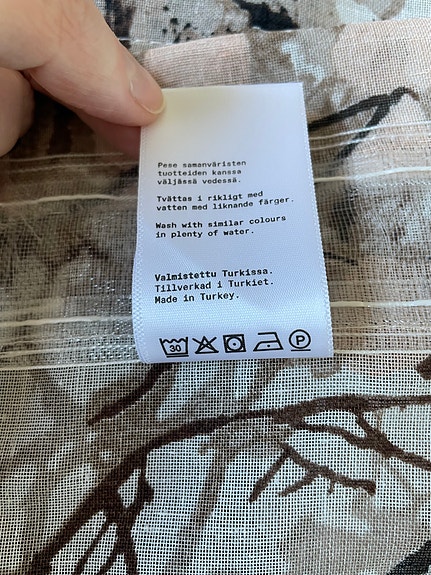 Pese samanväristen
tuotteiden kanssa
väljässä vedessä.
Tvättas i rikligt med
vatten med liknande färger.
Wash with similar colours
in plenty of water.
Valmistettu Turkissa.
Tillverkad i Turkiet.
Made in Turkey.
30 P